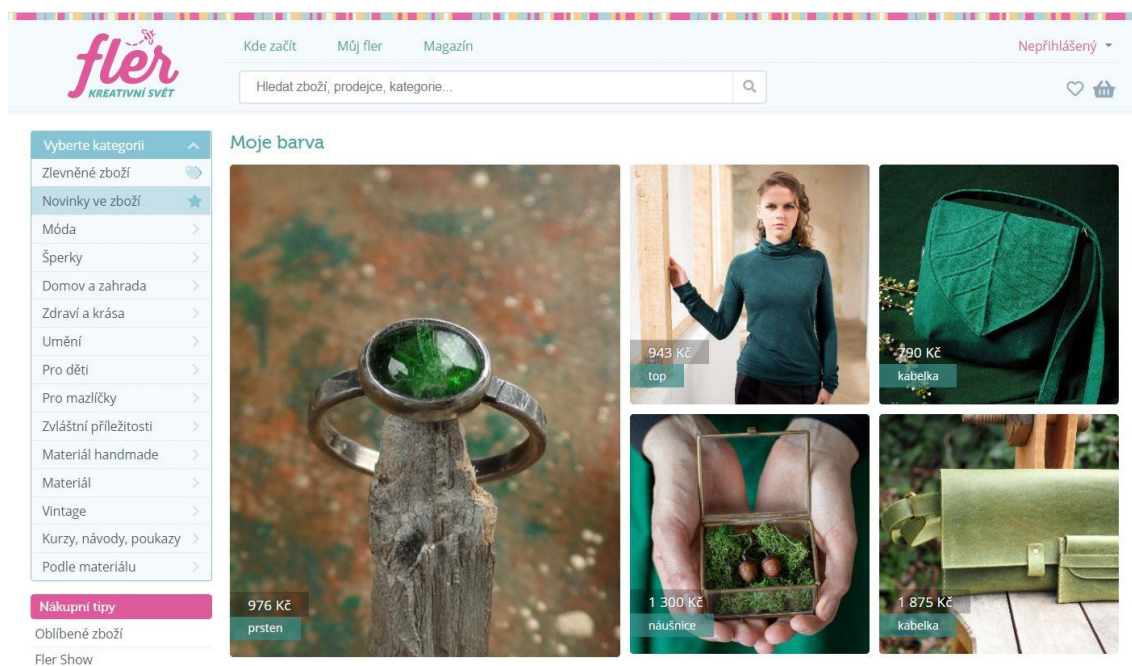 fler
KREATIVNÍ SVĚT
Kde začít
Můj fler
Magazín
Nepřihlášený
Hledat zboží, prodejce, kategorie...
Vyberte kategorii
Zlevněné zboží
Novinky ve zboží
Móda
Šperky
Domov a zahrada
Zdraví a krása
Umění
Pro děti
Pro mazlíčky
Zvláštní příležitosti
Materiál handmade
Materiál
Vintage
Kurzy, návody, poukazy
Podle materiálu
Nákupní tipy
Oblíbené zboží
Fler Show
Moje barva
976 Kč
prsten
943 Kč
top
790 Kč
kabelka
1 300 Kč
náušnice
1 875 Kč
kabelka